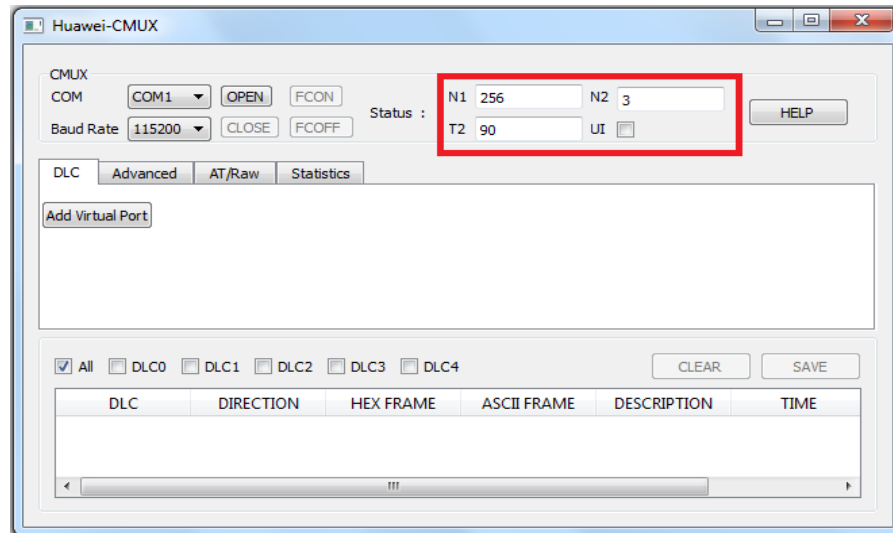 Huawei-CMUX
CMUX
COM COM1 OPEN FCON Status : N1 256 N2 3 HELP
Baud Rate 115200 CLOSE FCOFF T2 90 UI
DLC Advanced AT/Raw Statistics
Add Virtual Port
All DLC0 DLC1 DLC2 DLC3 DLC4 CLEAR SAVE
DLC DIRECTION HEX FRAME ASCII FRAME DESCRIPTION TIME